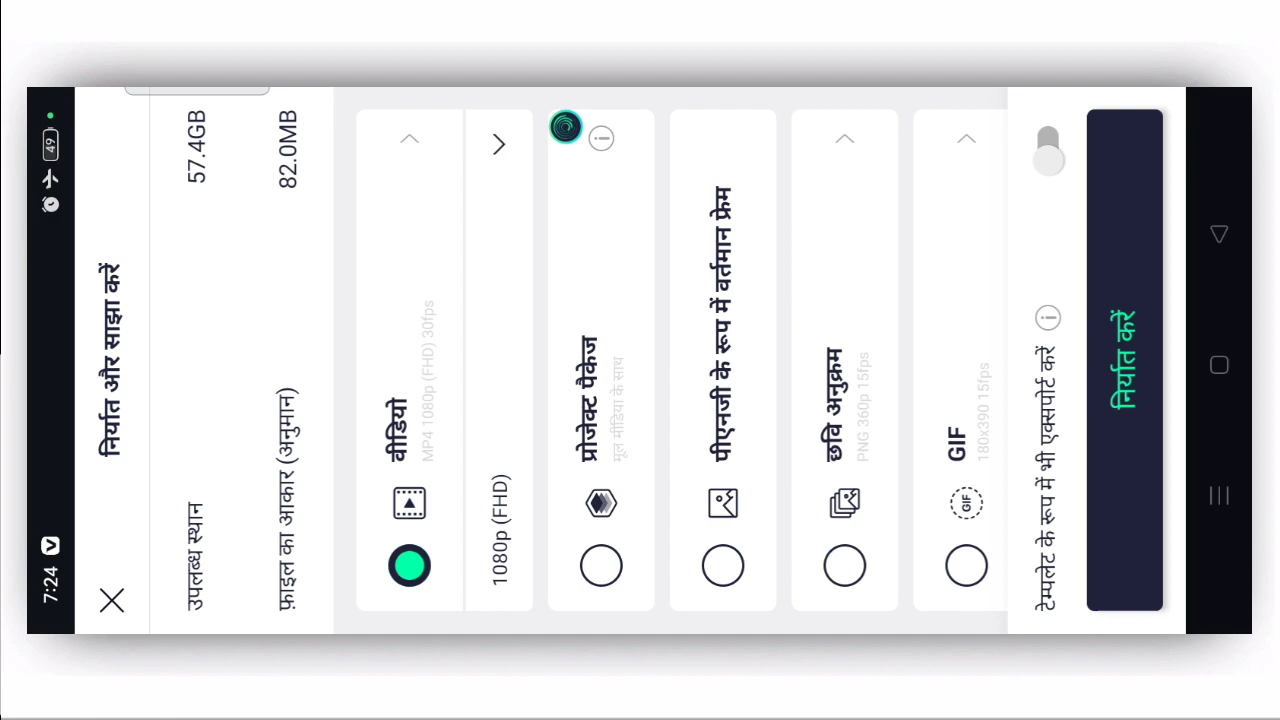 7:24
49
निर्यात और साझा करें
उपलब्ध स्थान 57.4GB
फ़ाइल का आकार (अनुमान) 82.0MB
वीडियो
MP4 1080p (FHD) 30fps
1080p (FHD)
प्रोजेक्ट पैकेज
मूल मीडिया के साथ
पीएनजी के रूप में वर्तमान फ्रेम
छवि अनुक्रम
PNG 360p 15fps
GIF
GIF
180x390 15fps
टेम्पलेट के रूप में भी एक्सपोर्ट करें
निर्यात करें